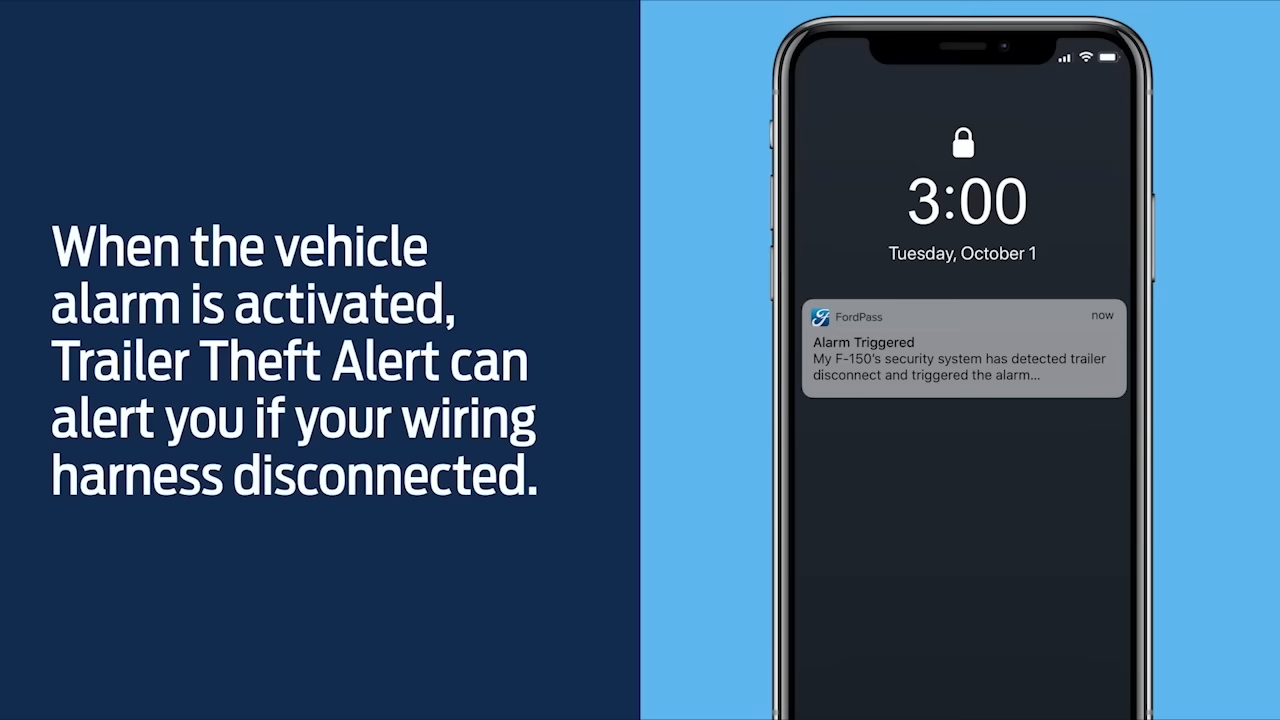 When the vehicle
alarm is activated,
Trailer Theft Alert can
alert you if your wiring
harness disconnected.
3:00
Tuesday, October 1
FordPass
now
Alarm Triggered
My F-150's security system has detected trailer
disconnect and triggered the alarm...